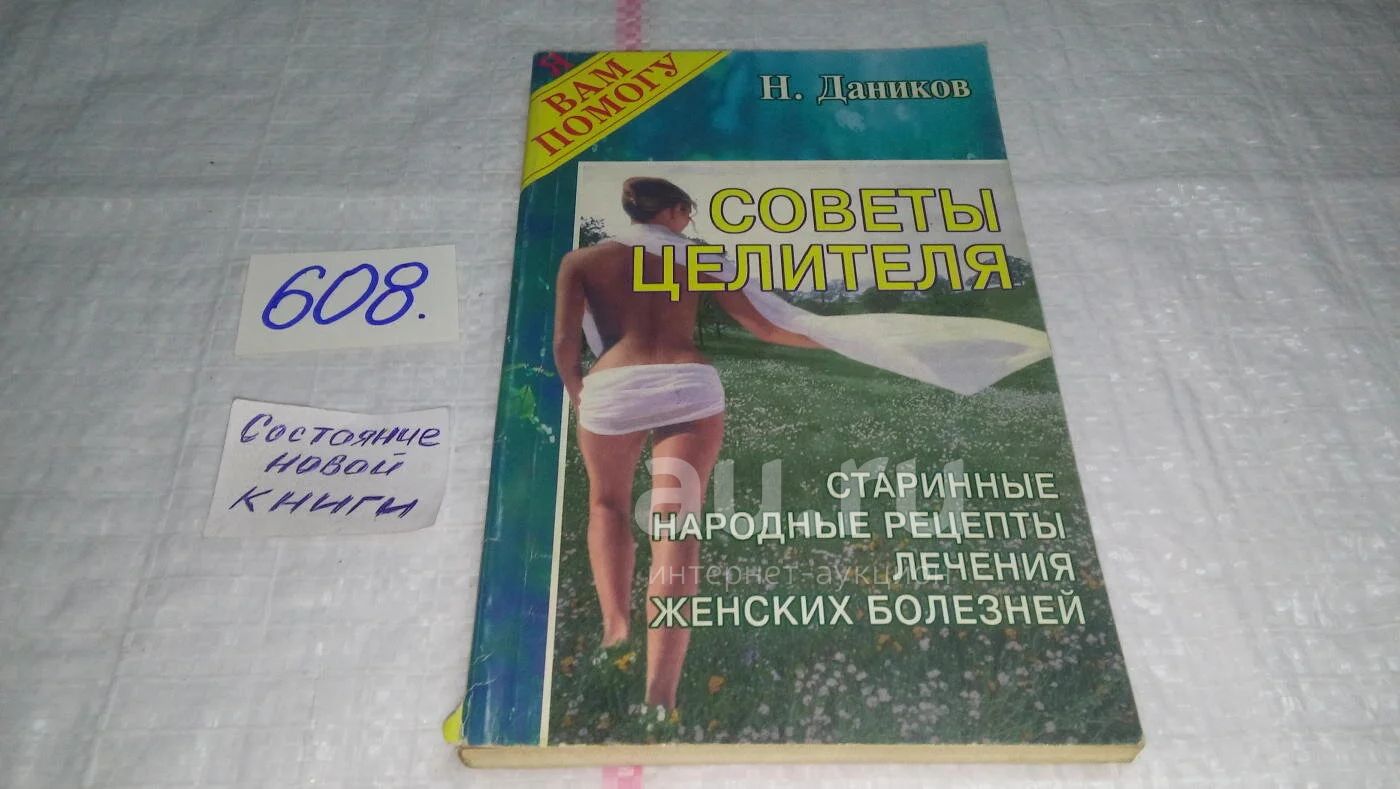 Я
ВАМ
ПОМОГУ
Н. Даников
СОВЕТЫ
ЦЕЛИТЕЛЯ
608.
Состояние
новой
книги
au.ru
интернет-аукцион
СТАРИННЫЕ
НАРОДНЫЕ РЕЦЕПТЫ
ЛЕЧЕНИЯ
ЖЕНСКИХ БОЛЕЗНЕЙ